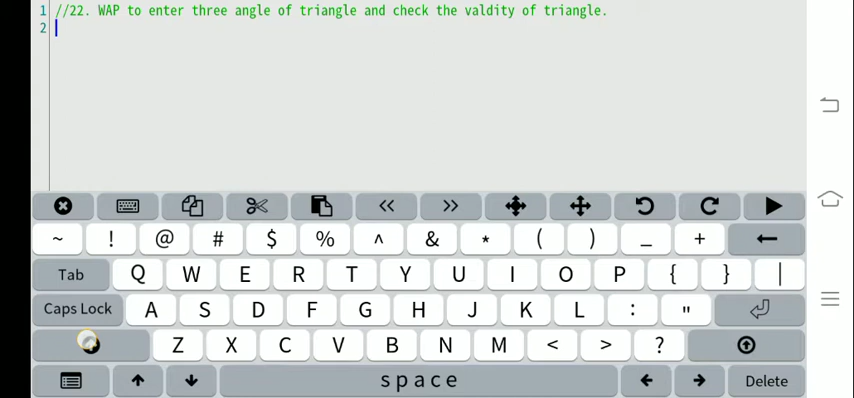 1 //22. WAP to enter three angle of triangle and check the valdity of triangle.
2
<< >>
~ ! @ # $ % ^ & * ( ) _ +
Tab Q W E R T Y U I O P { } |
Caps Lock A S D F G H J K L : "
Z X C V B N M < > ?
space Delete